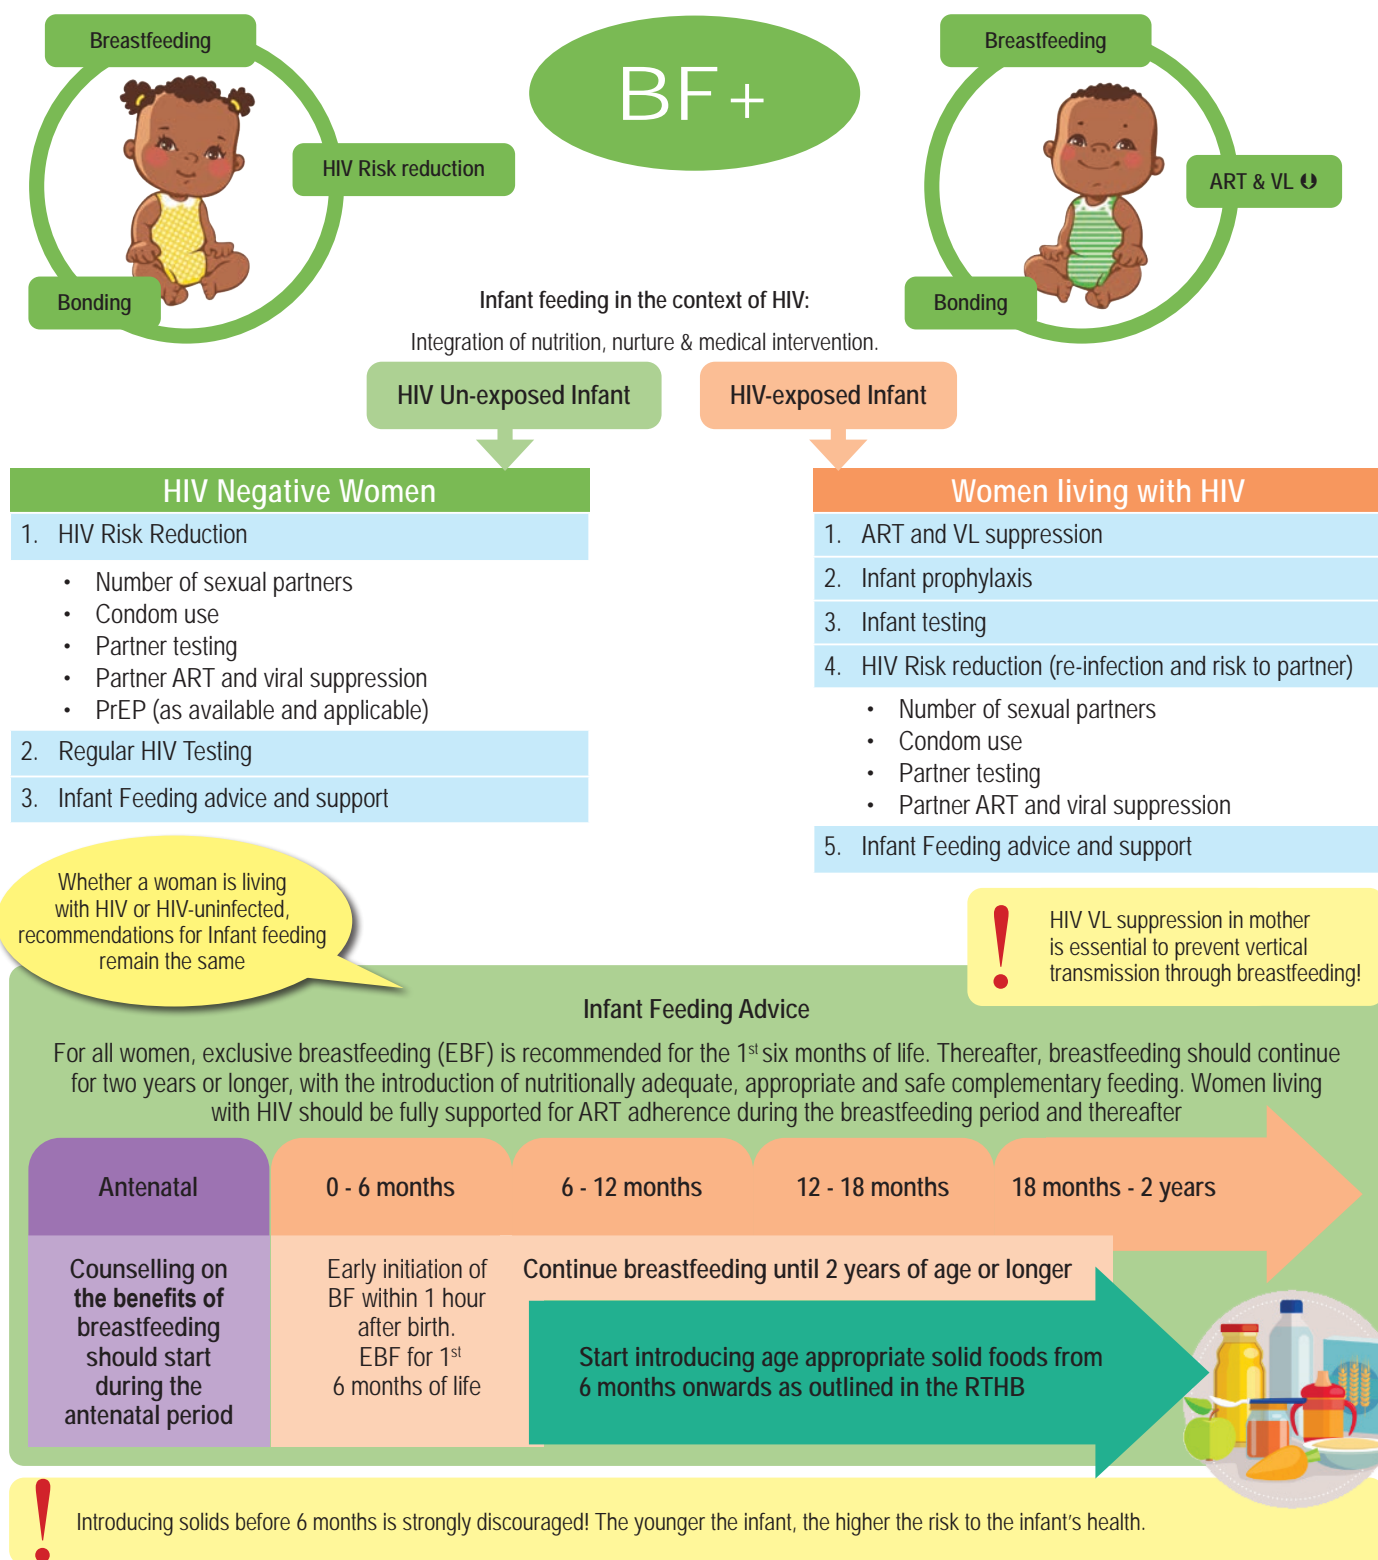 Breastfeeding
HIV Risk reduction
Bonding
BF+
Breastfeeding
ART & VL
Bonding
Infant feeding in the context of HIV:
Integration of nutrition, nurture & medical intervention.
HIV Un-exposed Infant
HIV-exposed Infant
HIV Negative Women
1. HIV Risk Reduction
• Number of sexual partners
• Condom use
• Partner testing
• Partner ART and viral suppression
• PrEP (as available and applicable)
2. Regular HIV Testing
3. Infant Feeding advice and support
Women living with HIV
1. ART and VL suppression
2. Infant prophylaxis
3. Infant testing
4. HIV Risk reduction (re-infection and risk to partner)
• Number of sexual partners
• Condom use
• Partner testing
• Partner ART and viral suppression
5. Infant Feeding advice and support
Whether a woman is living
with HIV or HIV-uninfected,
recommendations for Infant feeding
remain the same
!
HIV VL suppression in mother
is essential to prevent vertical
transmission through breastfeeding!
Infant Feeding Advice
For all women, exclusive breastfeeding (EBF) is recommended for the 1st six months of life. Thereafter, breastfeeding should continue
for two years or longer, with the introduction of nutritionally adequate, appropriate and safe complementary feeding. Women living
with HIV should be fully supported for ART adherence during the breastfeeding period and thereafter
Antenatal
0 - 6 months
6 - 12 months
12 - 18 months
18 months - 2 years
Counselling on
the benefits of
breastfeeding
should start
during the
antenatal period
Early initiation of
BF within 1 hour
after birth.
EBF for 1st
6 months of life
Continue breastfeeding until 2 years of age or longer
Start introducing age appropriate solid foods from
6 months onwards as outlined in the RTHB
!
Introducing solids before 6 months is strongly discouraged! The younger the infant, the higher the risk to the infant's health.